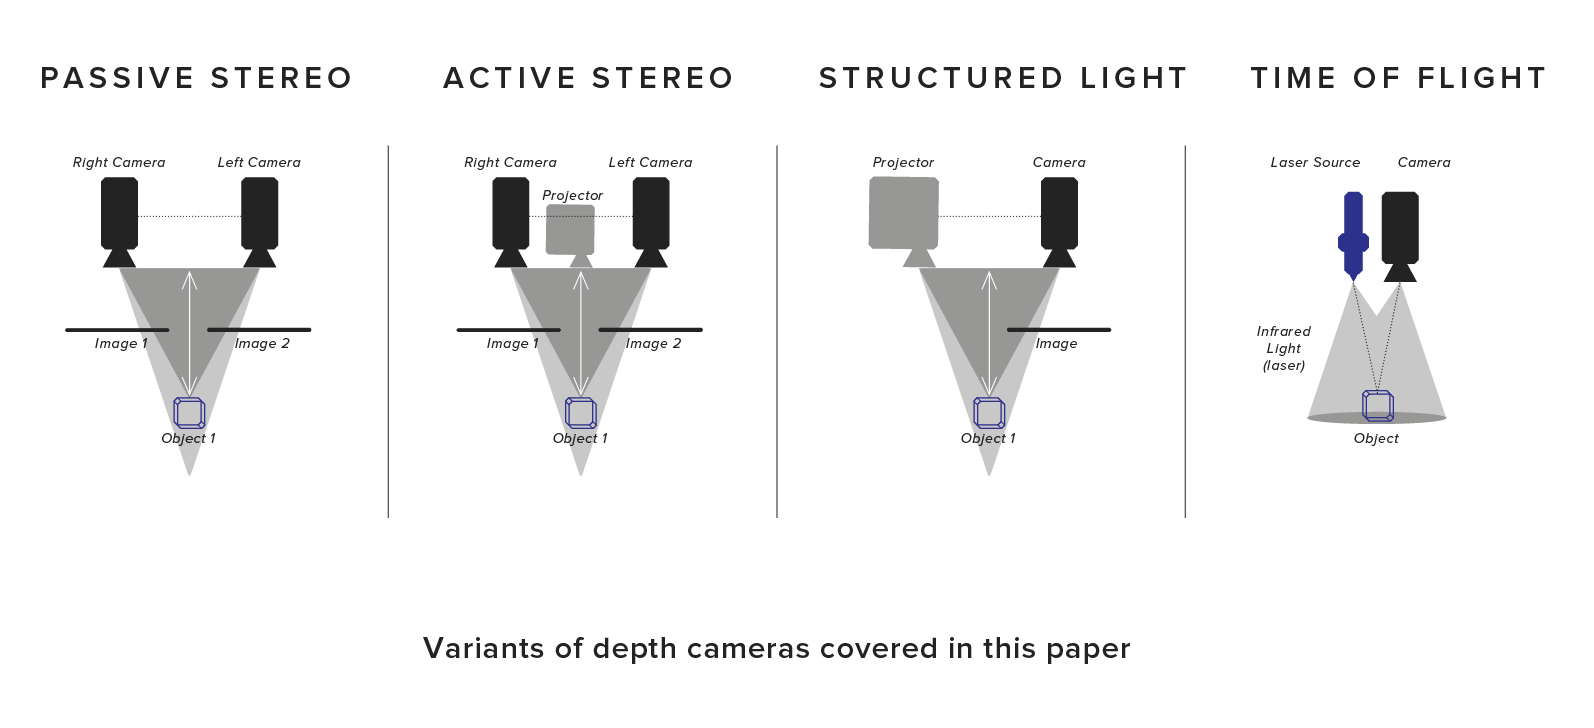 PASSIVE STEREO
Right Camera
Left Camera
Image 1
Image 2
Object 1
ACTIVE STEREO
Right Camera
Left Camera
Projector
Image 1
Image 2
Object 1
STRUCTURED LIGHT
Projector
Camera
Image
Object 1
TIME OF FLIGHT
Laser Source
Camera
Infrared
Light
(laser)
Object
Variants of depth cameras covered in this paper